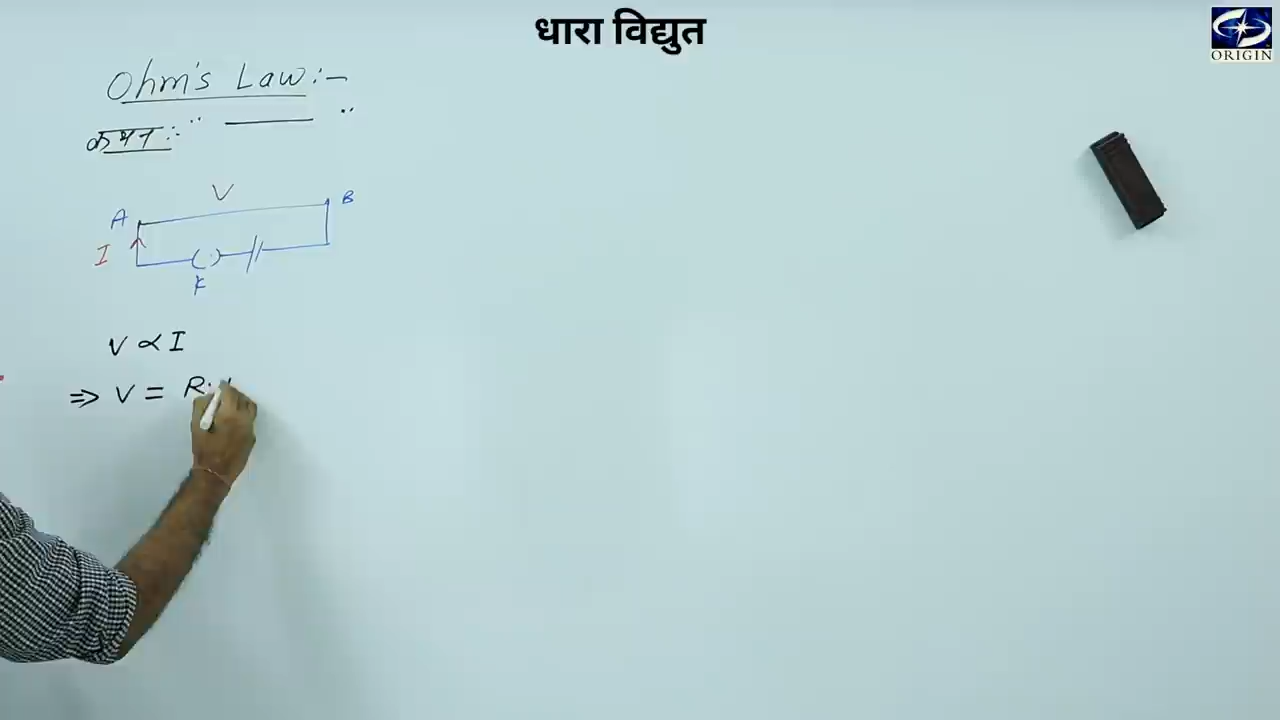 धारा विद्युत
ORIGIN
Ohm's Law :-
कथन :- " —— "
V
A B
I
K
V ∝ I
⇒ V = R.